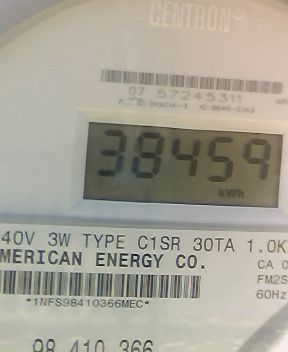 CENTRON®
07 57245311
38459
kWh
40V 3W TYPE C1SR 30TA 1.0K
MERICAN ENERGY CO.
CA 0
FM2S
60Hz
*1NFS98410366MEC*
98 410 366